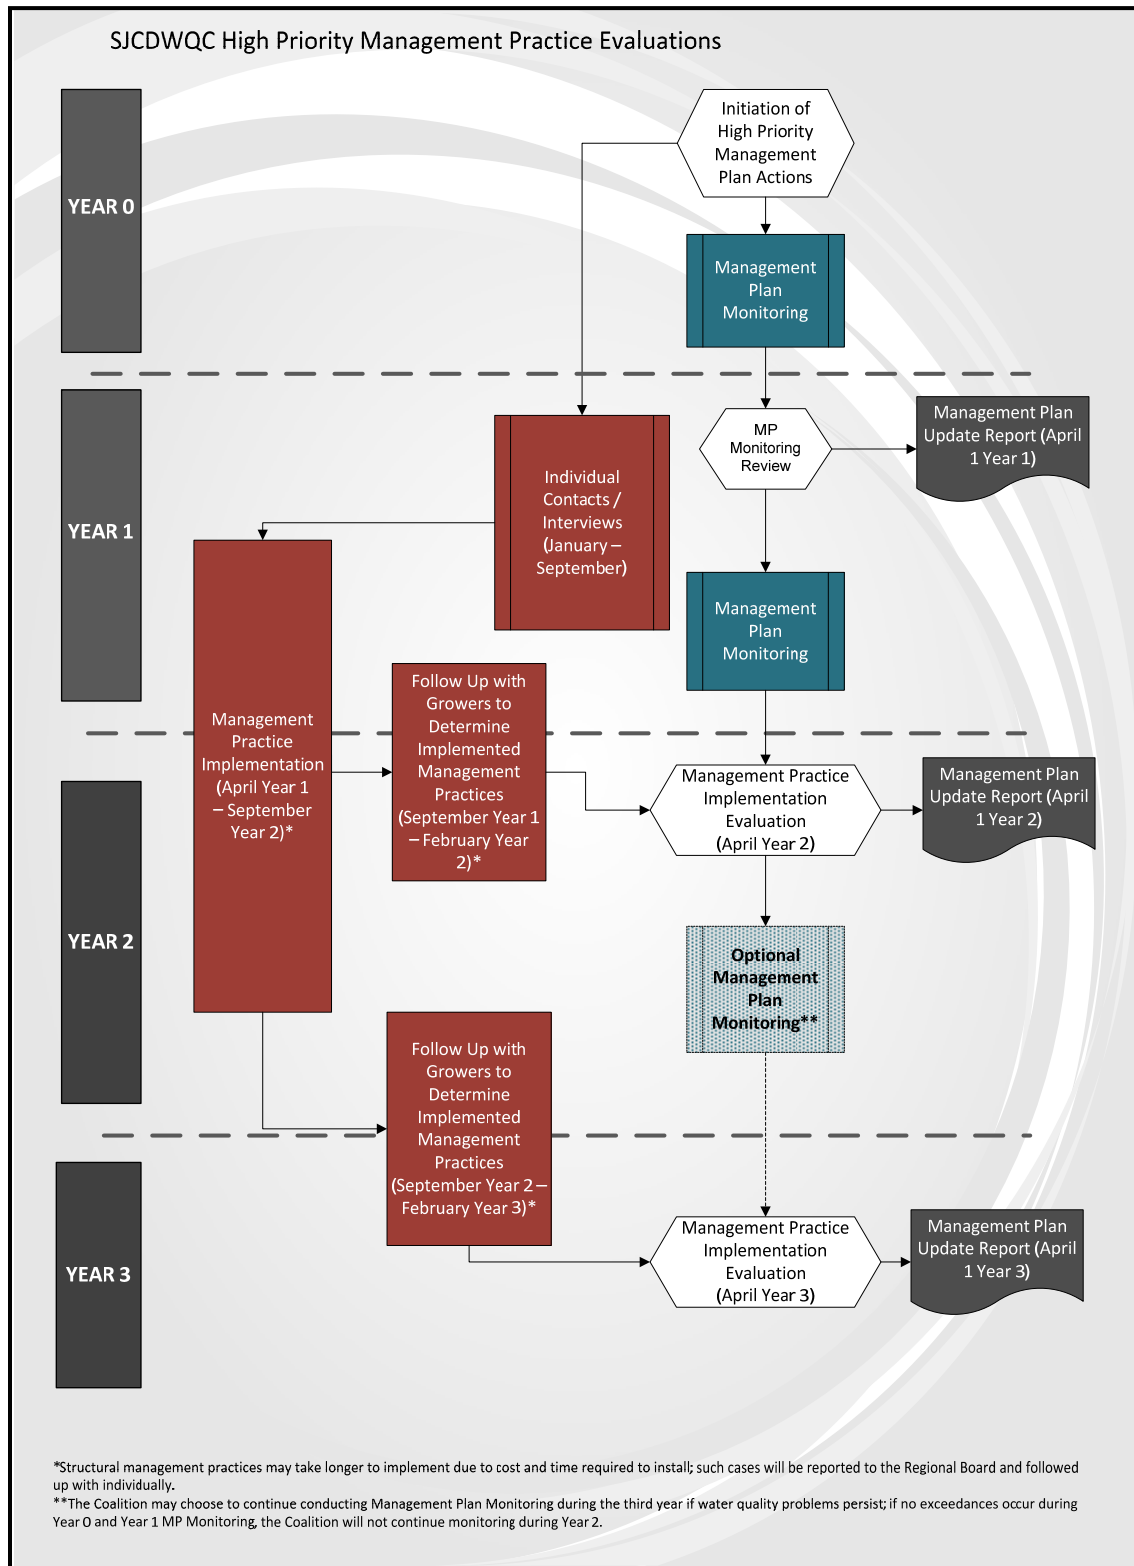 SJCDWQC High Priority Management Practice Evaluations
YEAR 0
Initiation of
High Priority
Management
Plan Actions
Management
Plan
Monitoring
YEAR 1
MP
Monitoring
Review
Management Plan
Update Report (April
1 Year 1)
Individual
Contacts /
Interviews
(January –
September)
Management
Plan
Monitoring
Management
Practice
Implementation
(April Year 1
– September
Year 2)*
Follow Up with
Growers to
Determine
Implemented
Management
Practices
(September Year 1
– February Year
2)*
YEAR 2
Management Practice
Implementation
Evaluation
(April Year 2)
Management Plan
Update Report (April
1 Year 2)
Optional
Management
Plan
Monitoring**
Follow Up with
Growers to
Determine
Implemented
Management
Practices
(September Year 2 –
February Year 3)*
YEAR 3
Management Practice
Implementation
Evaluation
(April Year 3)
Management Plan
Update Report (April
1 Year 3)
*Structural management practices may take longer to implement due to cost and time required to install; such cases will be reported to the Regional Board and followed
up with individually.
**The Coalition may choose to continue conducting Management Plan Monitoring during the third year if water quality problems persist; if no exceedances occur during
Year 0 and Year 1 MP Monitoring, the Coalition will not continue monitoring during Year 2.